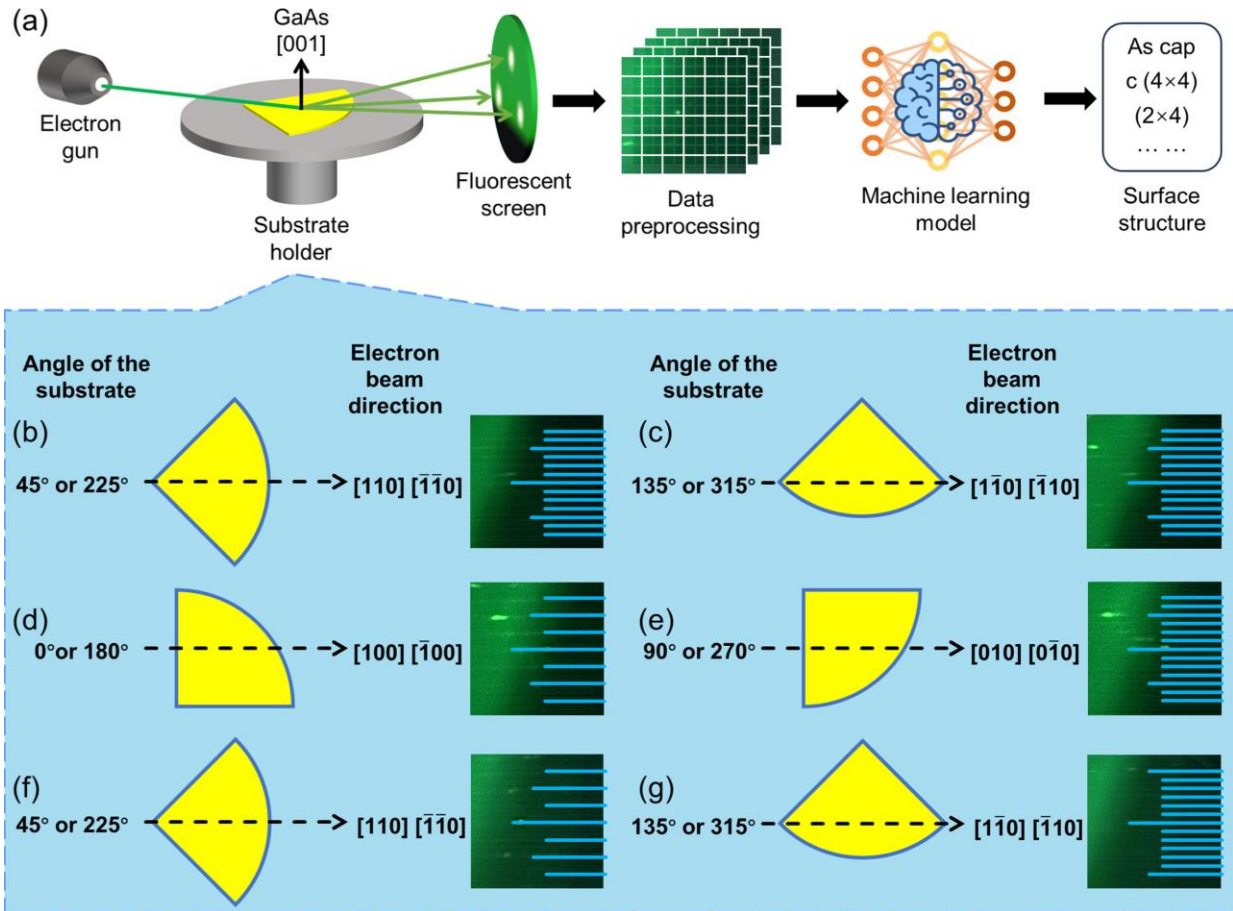 (a)
GaAs
[001]
Electron
gun
Substrate
holder
Fluorescent
screen
Data
preprocessing
Machine learning
model
As cap
c (4×4)
(2×4)
... ...
Surface
structure
Angle of the
substrate
Electron
beam
direction
Angle of the
substrate
Electron
beam
direction
(b)
45° or 225°
[110] [1̄1̄0]
(c)
135° or 315°
[11̄0] [1̄10]
(d)
0°or 180°
[100] [1̄00]
(e)
90° or 270°
[010] [01̄0]
(f)
45° or 225°
[110] [1̄1̄0]
(g)
135° or 315°
[11̄0] [1̄10]